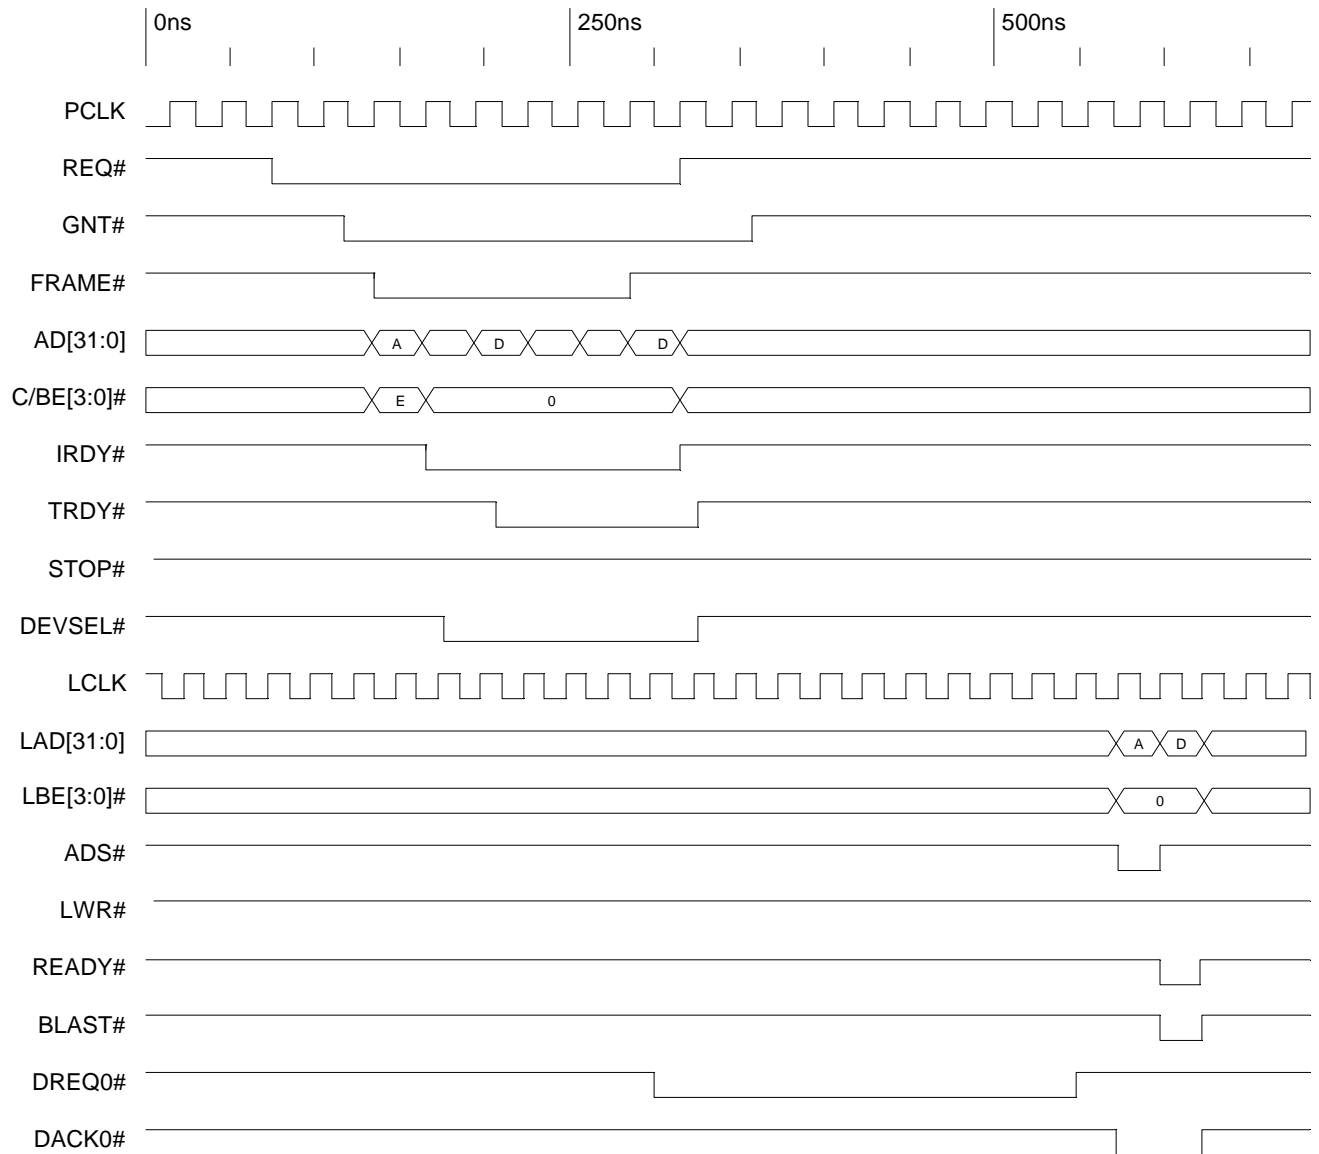 0ns 250ns 500ns
PCLK
REQ#
GNT#
FRAME#
AD[31:0] A D D
C/BE[3:0]# E 0
IRDY#
TRDY#
STOP#
DEVSEL#
LCLK
LAD[31:0] A D
LBE[3:0]# 0
ADS#
LWR#
READY#
BLAST#
DREQ0#
DACK0#